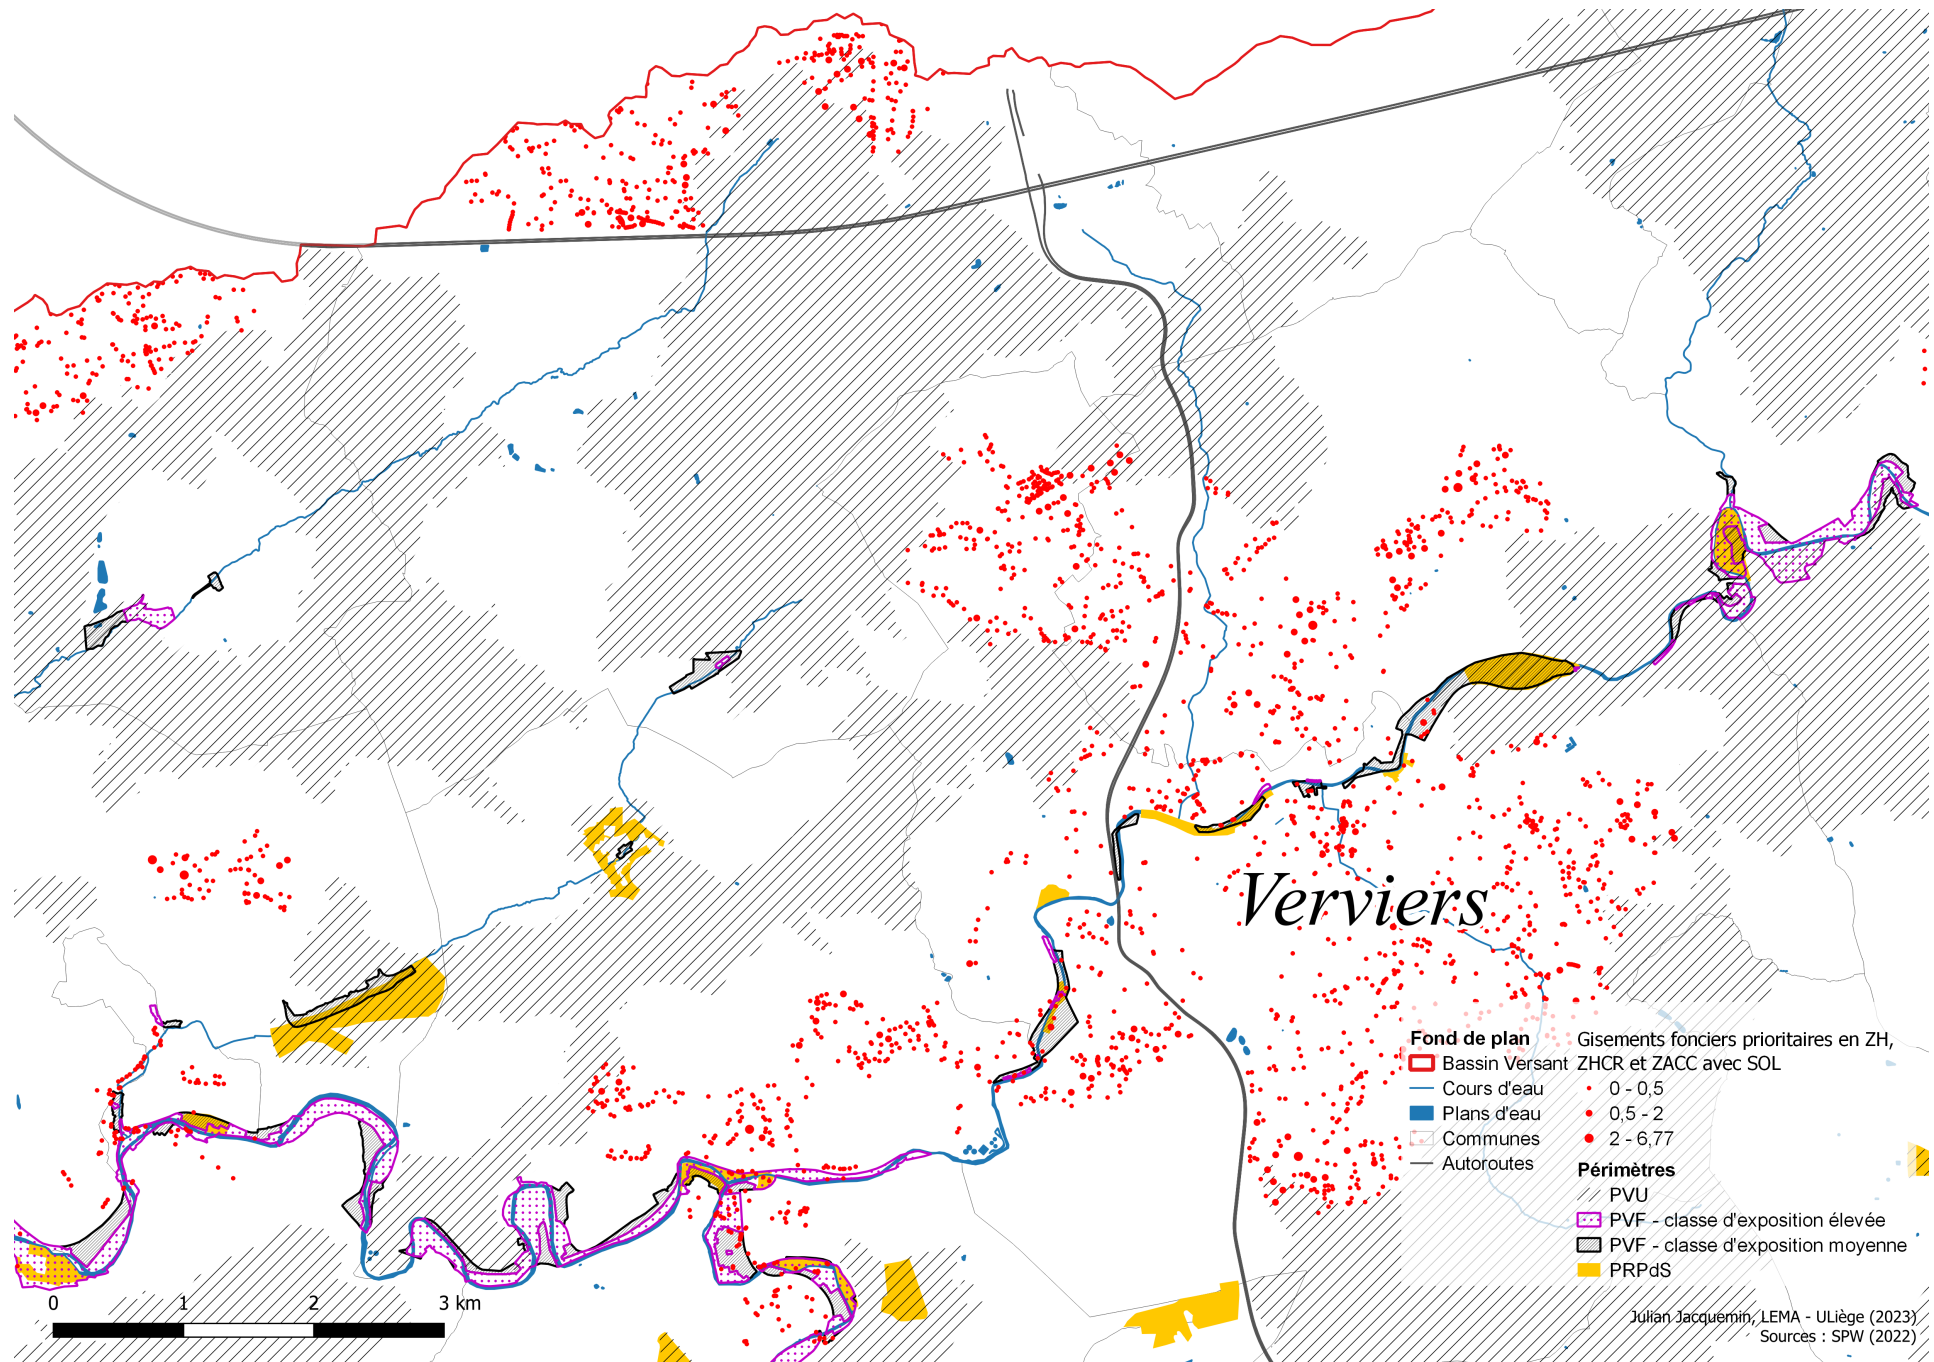 Verviers
Fond de plan
Bassin Versant
Cours d'eau
Plans d'eau
Communes
Autoroutes
Gisements fonciers prioritaires en ZH,
ZHCR et ZACC avec SOL
0 - 0,5
0,5 - 2
2 - 6,77
Périmètres
PVU
PVF - classe d'exposition élevée
PVF - classe d'exposition moyenne
PRPdS
0 1 2 3 km
Julian Jacquemin, LEMA - ULiège (2023)
Sources : SPW (2022)